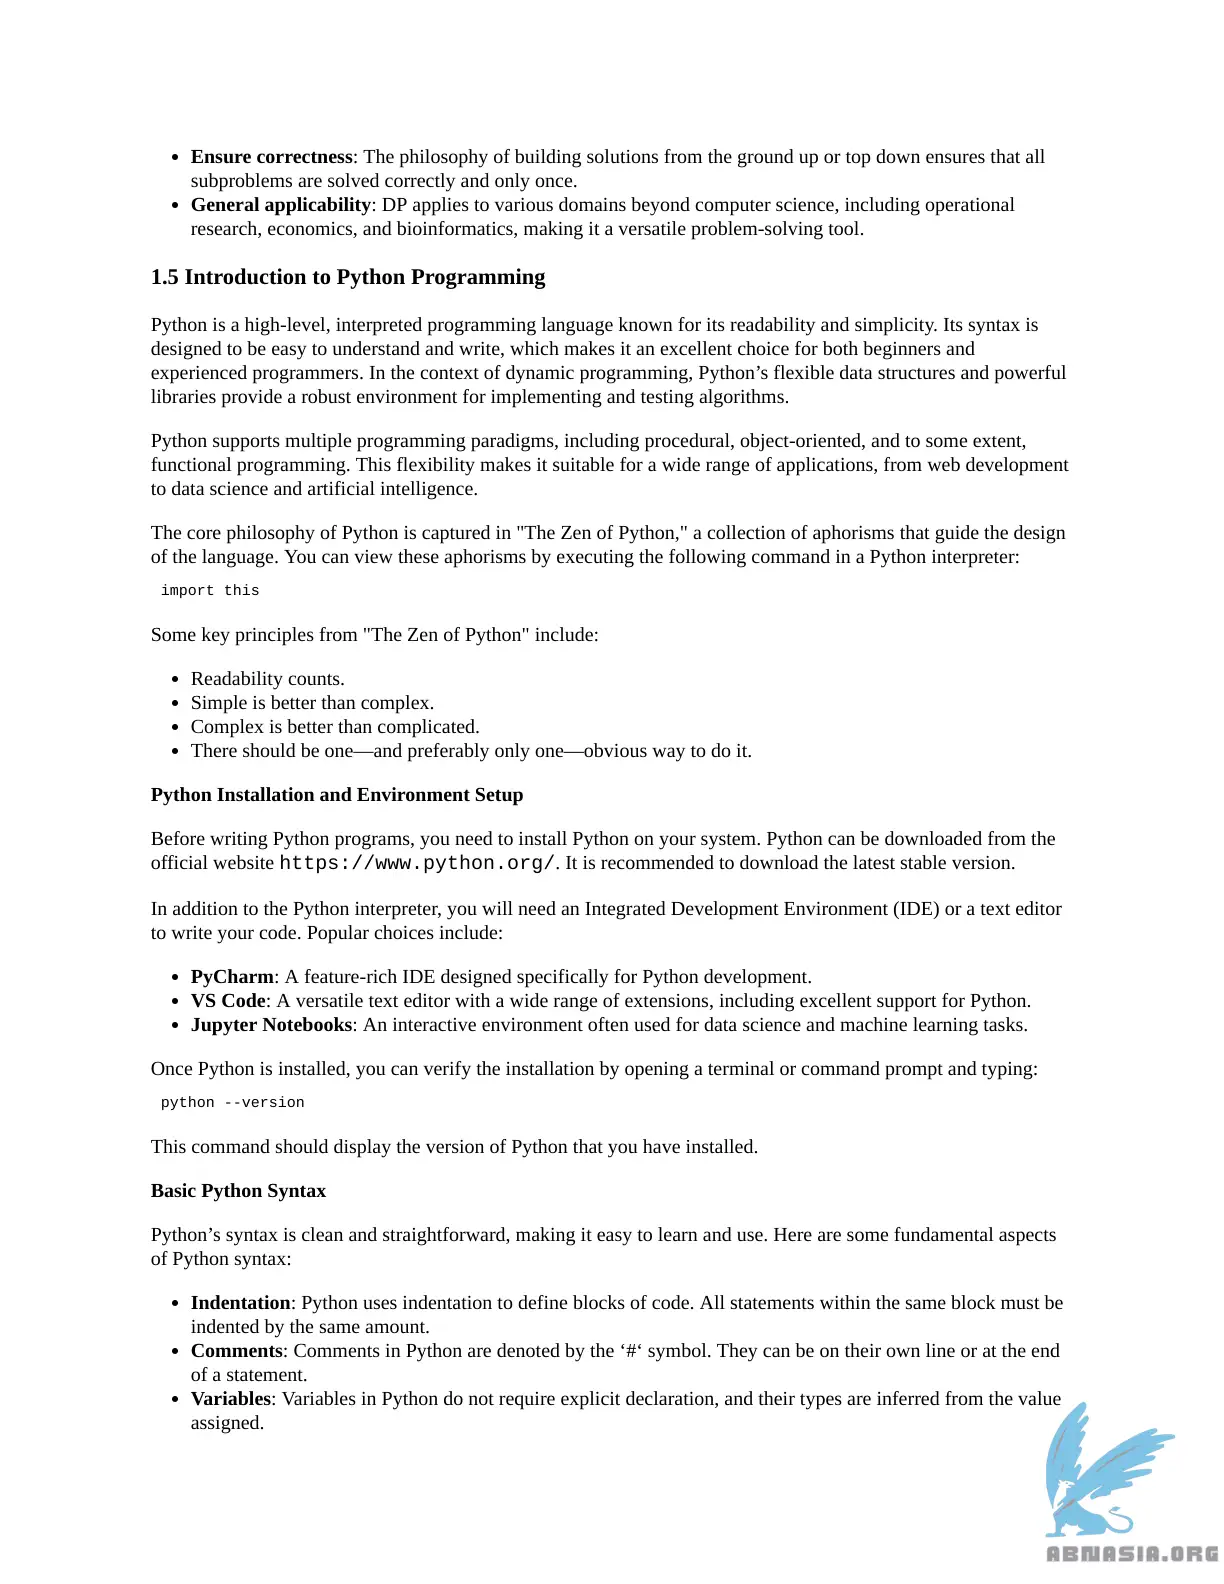 • Ensure correctness: The philosophy of building solutions from the ground up or top down ensures that all
subproblems are solved correctly and only once.
• General applicability: DP applies to various domains beyond computer science, including operational
research, economics, and bioinformatics, making it a versatile problem-solving tool.
1.5 Introduction to Python Programming
Python is a high-level, interpreted programming language known for its readability and simplicity. Its syntax is
designed to be easy to understand and write, which makes it an excellent choice for both beginners and
experienced programmers. In the context of dynamic programming, Python’s flexible data structures and powerful
libraries provide a robust environment for implementing and testing algorithms.
Python supports multiple programming paradigms, including procedural, object-oriented, and to some extent,
functional programming. This flexibility makes it suitable for a wide range of applications, from web development
to data science and artificial intelligence.
The core philosophy of Python is captured in "The Zen of Python," a collection of aphorisms that guide the design
of the language. You can view these aphorisms by executing the following command in a Python interpreter:
import this
Some key principles from "The Zen of Python" include:
• Readability counts.
• Simple is better than complex.
• Complex is better than complicated.
• There should be one—and preferably only one—obvious way to do it.
Python Installation and Environment Setup
Before writing Python programs, you need to install Python on your system. Python can be downloaded from the
official website https://www.python.org/. It is recommended to download the latest stable version.
In addition to the Python interpreter, you will need an Integrated Development Environment (IDE) or a text editor
to write your code. Popular choices include:
• PyCharm: A feature-rich IDE designed specifically for Python development.
• VS Code: A versatile text editor with a wide range of extensions, including excellent support for Python.
• Jupyter Notebooks: An interactive environment often used for data science and machine learning tasks.
Once Python is installed, you can verify the installation by opening a terminal or command prompt and typing:
python --version
This command should display the version of Python that you have installed.
Basic Python Syntax
Python’s syntax is clean and straightforward, making it easy to learn and use. Here are some fundamental aspects
of Python syntax:
• Indentation: Python uses indentation to define blocks of code. All statements within the same block must be
indented by the same amount.
• Comments: Comments in Python are denoted by the ‘#‘ symbol. They can be on their own line or at the end
of a statement.
• Variables: Variables in Python do not require explicit declaration, and their types are inferred from the value
assigned.
ABNASIA.ORG